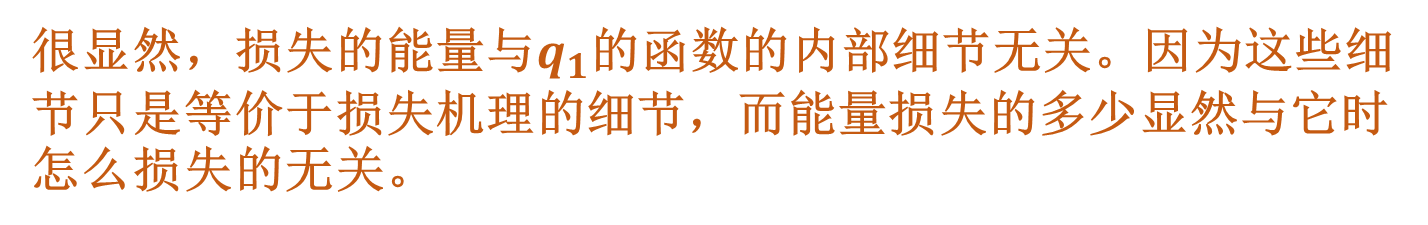 很显然，损失的能量与q₁的函数的内部细节无关。因为这些细
节只是等价于损失机理的细节，而能量损失的多少显然与它时
怎么损失的无关。